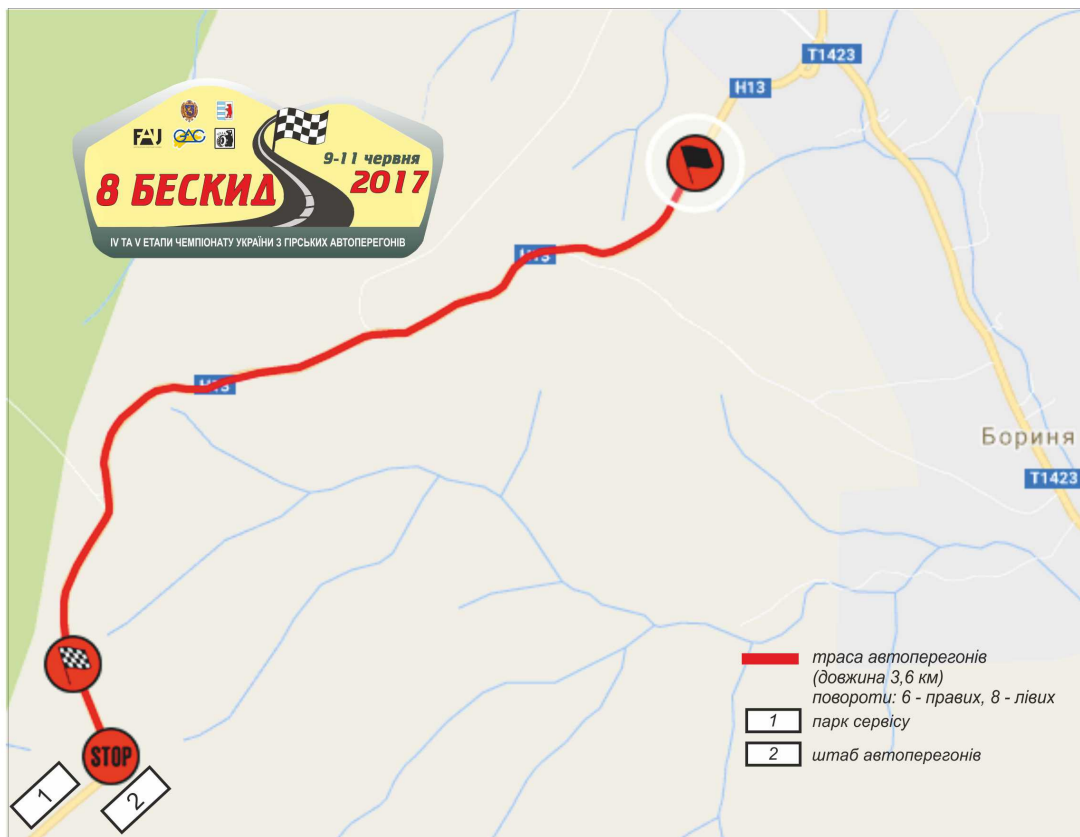 T1423
H13
FAU
9-11 червня
8 БЕСКИД
2017
IV ТА V ЕТАПИ ЧЕМПІОНАТУ УКРАЇНИ З ГІРСЬКИХ АВТОПЕРЕГОНІВ
H13
H13
Бориня
T1423
траса автоперегонів
(довжина 3,6 км)
повороти: 6 - правих, 8 - лівих
1 парк сервісу
2 штаб автоперегонів
STOP
1
2